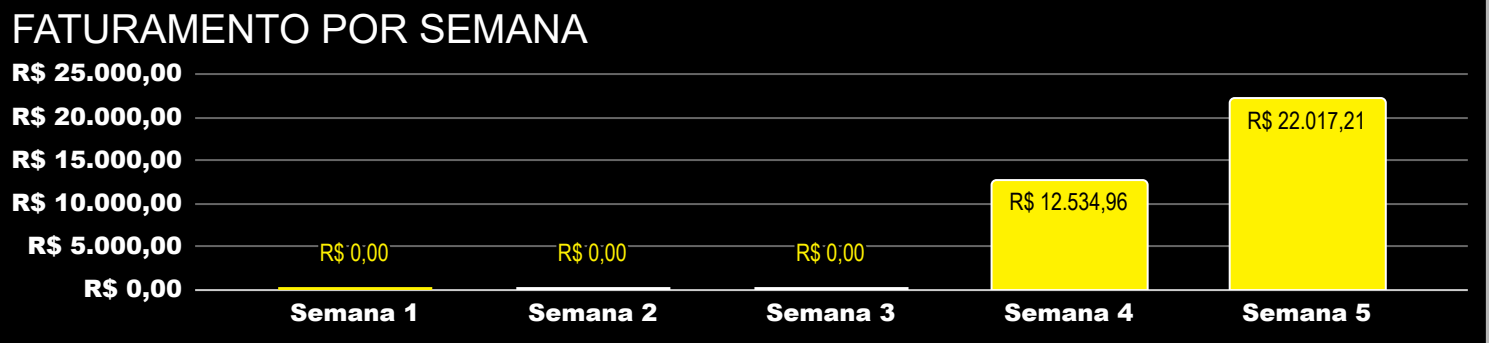 FATURAMENTO POR SEMANA
R$ 25.000,00
R$ 20.000,00
R$ 15.000,00
R$ 10.000,00
R$ 5.000,00
R$ 0,00
R$ 0,00
R$ 0,00
R$ 0,00
R$ 12.534,96
R$ 22.017,21
Semana 1
Semana 2
Semana 3
Semana 4
Semana 5